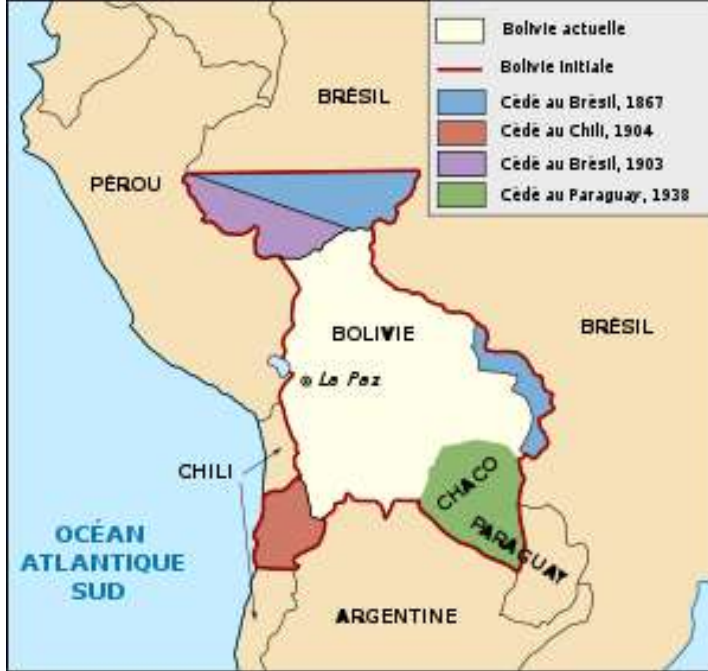 Bolivie actuelle
Bolivie initiale
Cédé au Brésil, 1867
Cédé au Chili, 1904
Cédé au Brésil, 1903
Cédé au Paraguay, 1938
BRÉSIL
PÉROU
BOLIVIE
BRÉSIL
La Paz
CHILI
CHACO
PARAGUAY
OCÉAN
ATLANTIQUE
SUD
ARGENTINE